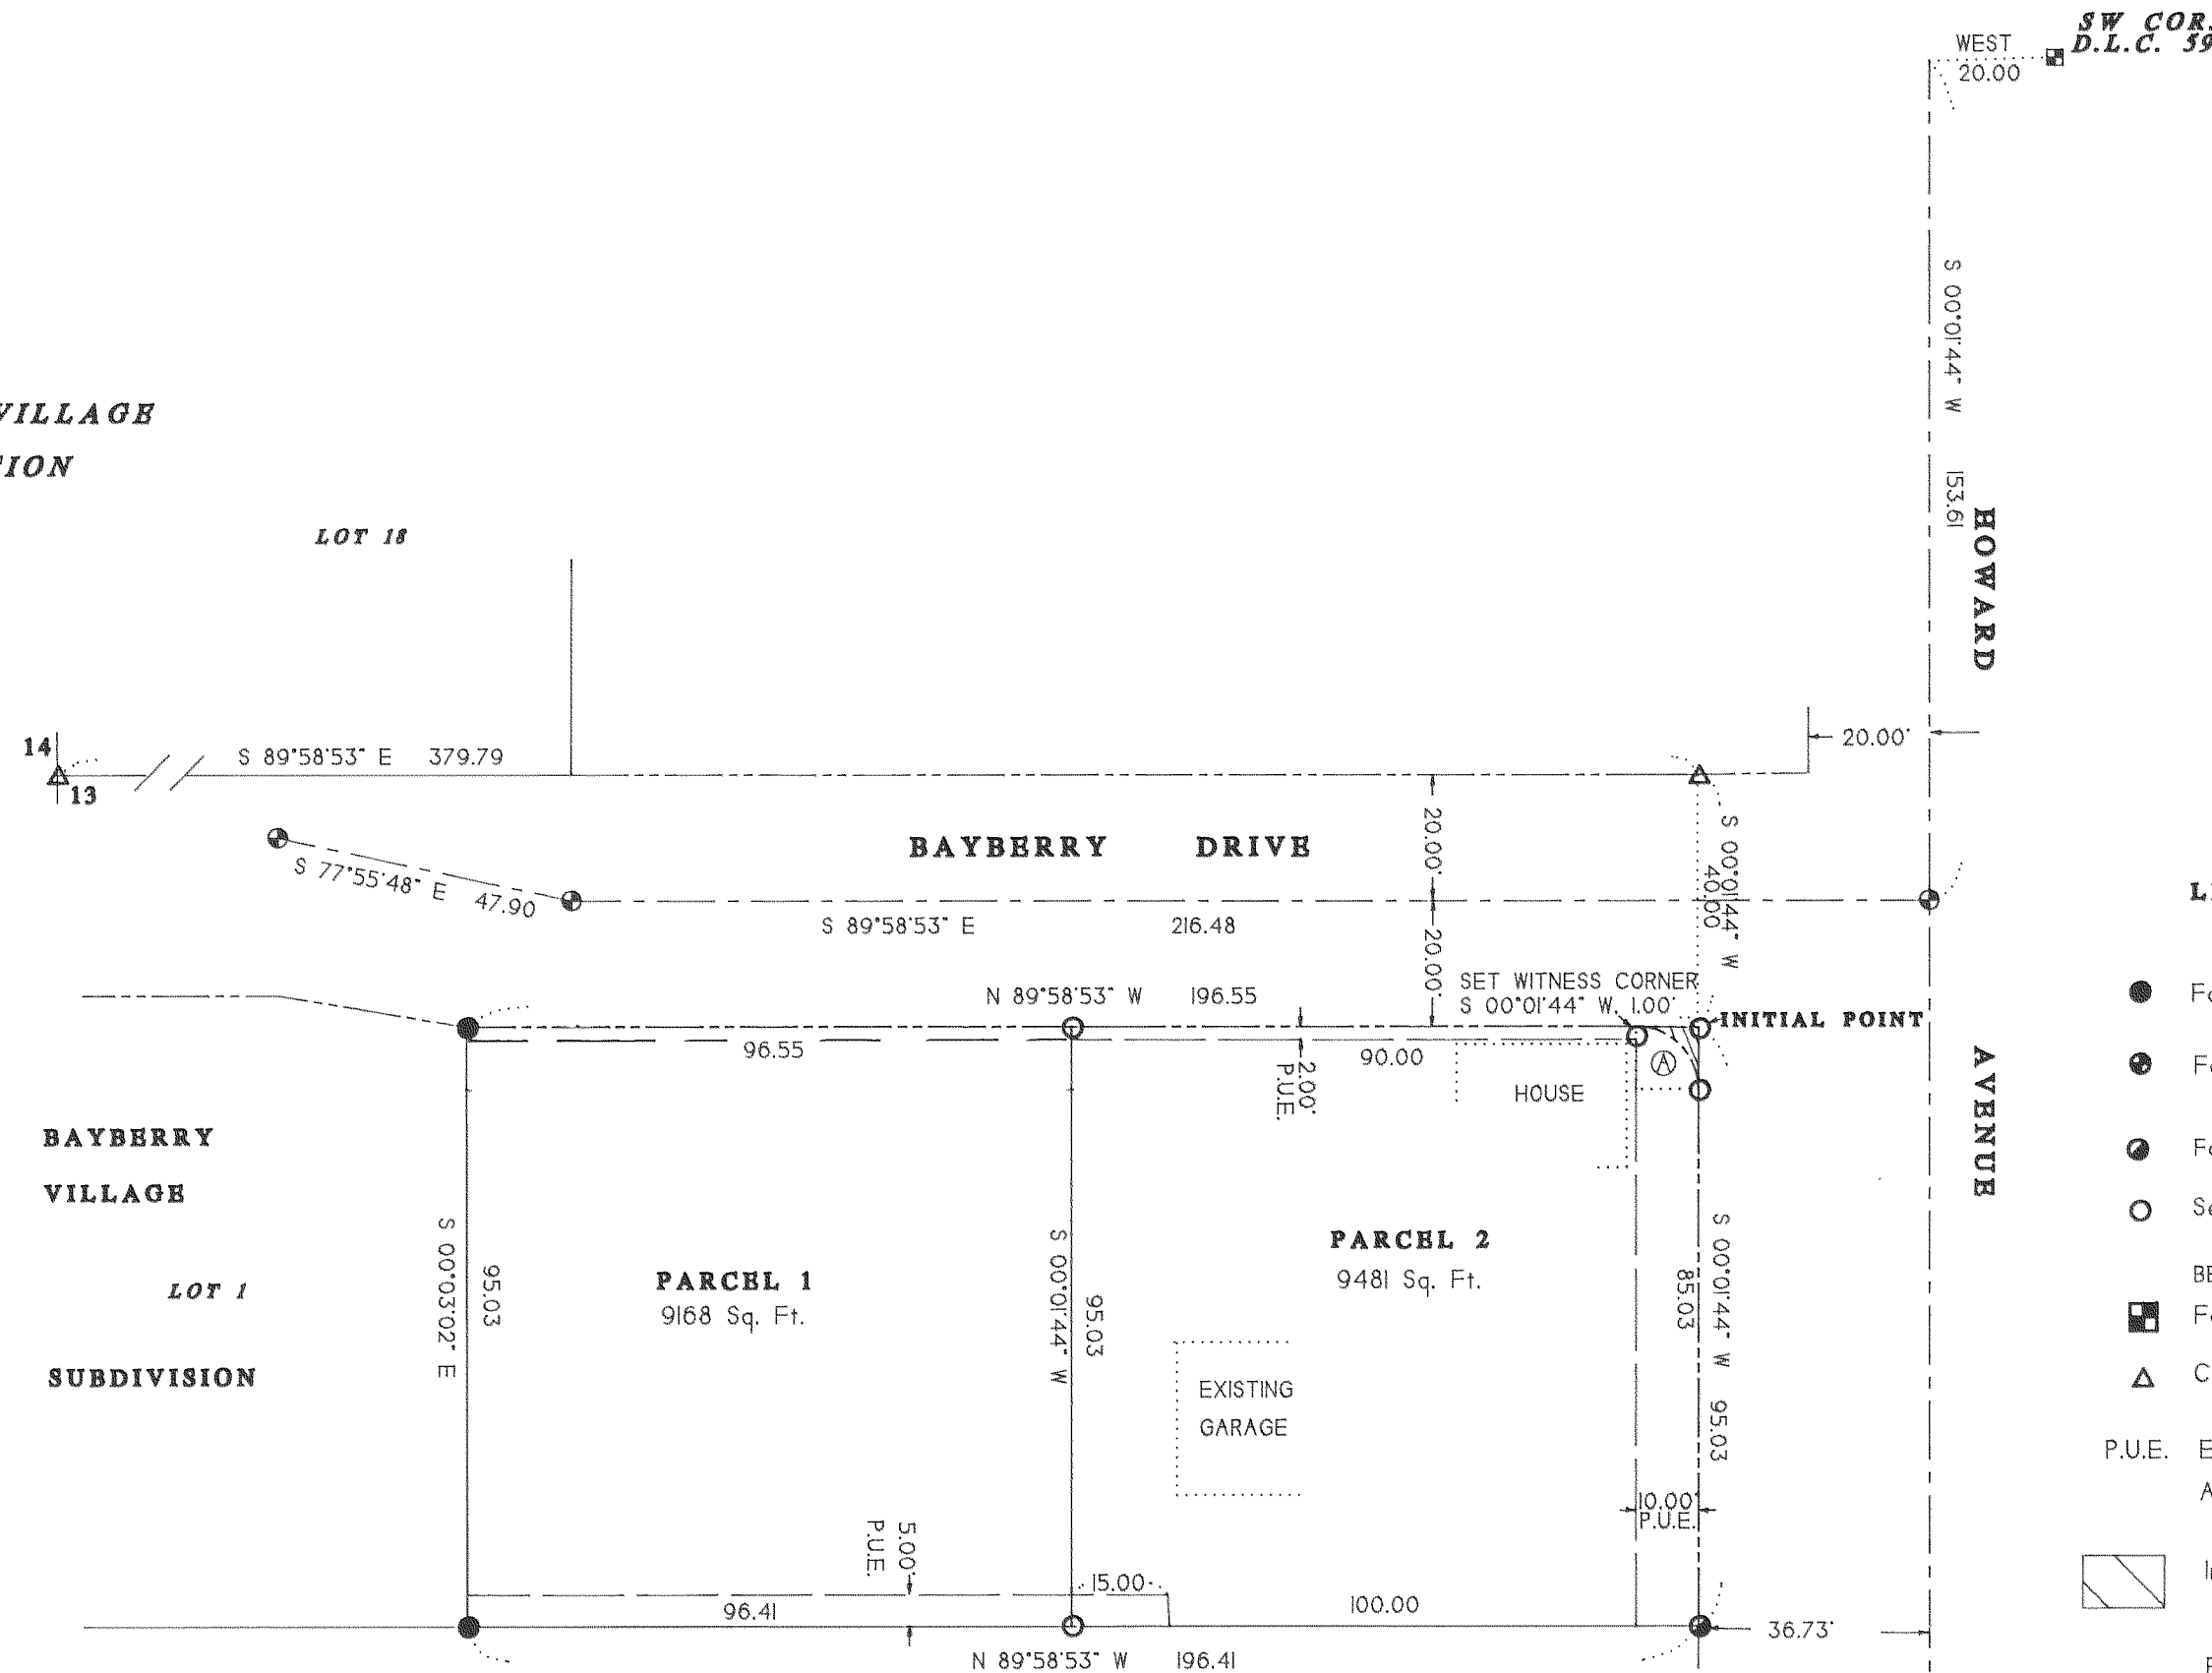 SW COR.
D.L.C. 59
WEST
20.00
S 00°01'44" W 153.61
HOWARD AVENUE
VILLAGE
LOT 18
14
13
S 89°58'53" E 379.79
20.00'
BAYBERRY DRIVE
20.00'
20.00'
S 00°01'44" W
40.00
S 77°55'48" E 47.90
S 89°58'53" E 216.48
SET WITNESS CORNER
S 00°01'44" W 1.00'
N 89°58'53" W 196.55
INITIAL POINT
96.55
90.00
2.00'
P.U.E.
A
HOUSE
BAYBERRY
VILLAGE
LOT 1
SUBDIVISION
S 00°03'02" E
95.03
PARCEL 1
9168 Sq. Ft.
S 00°01'44" W
95.03
PARCEL 2
9481 Sq. Ft.
85.03
S 00°01'44" W 95.03
EXISTING
GARAGE
10.00'
P.U.E.
5.00'
P.U.E.
15.00
96.41
100.00
36.73'
N 89°58'53" W 196.41
P.U.E.